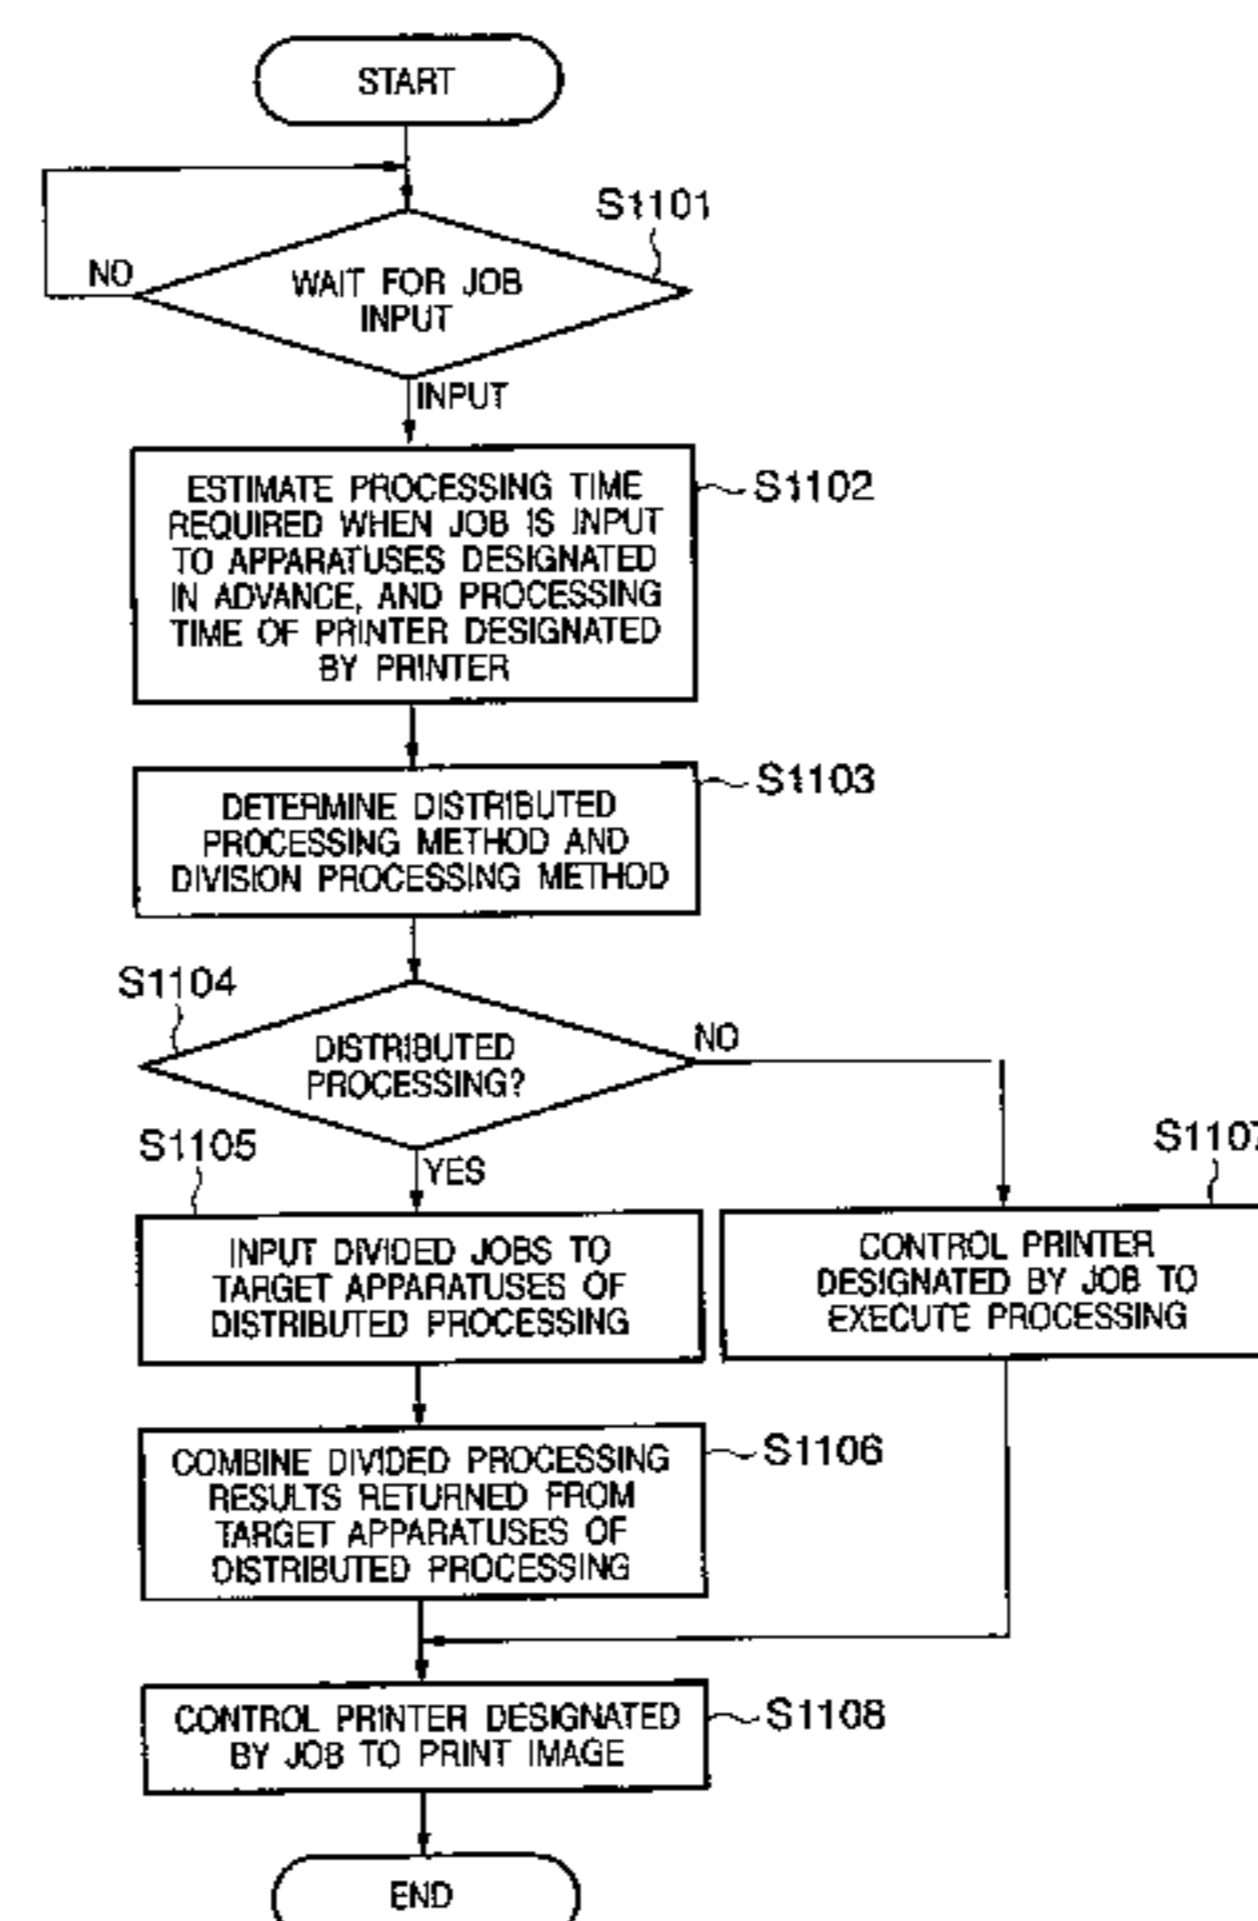 START
S1101
NO
WAIT FOR JOB
INPUT
INPUT
S1102
ESTIMATE PROCESSING TIME
REQUIRED WHEN JOB IS INPUT
TO APPARATUSES DESIGNATED
IN ADVANCE, AND PROCESSING
TIME OF PRINTER DESIGNATED
BY PRINTER
S1103
DETERMINE DISTRIBUTED
PROCESSING METHOD AND
DIVISION PROCESSING METHOD
S1104
DISTRIBUTED
PROCESSING?
NO
YES
S1105
INPUT DIVIDED JOBS TO
TARGET APPARATUSES OF
DISTRIBUTED PROCESSING
S1107
CONTROL PRINTER
DESIGNATED BY JOB TO
EXECUTE PROCESSING
S1106
COMBINE DIVIDED PROCESSING
RESULTS RETURNED FROM
TARGET APPARATUSES OF
DISTRIBUTED PROCESSING
S1108
CONTROL PRINTER DESIGNATED
BY JOB TO PRINT IMAGE
END